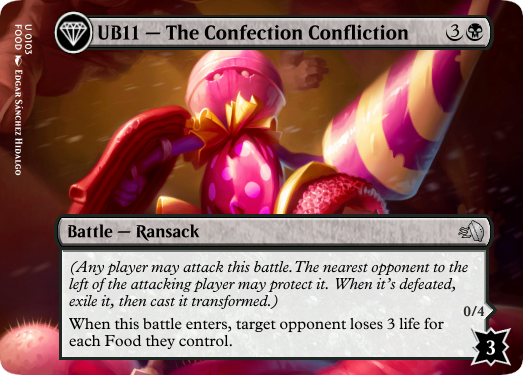 UB11 — The Confection Confliction 3
Battle — Ransack
(Any player may attack this battle. The nearest opponent to the
left of the attacking player may protect it. When it's defeated,
exile it, then cast it transformed.)
When this battle enters, target opponent loses 3 life for
each Food they control.
0/4
3
U 0103
FOOD Edgar Sánchez Hidalgo